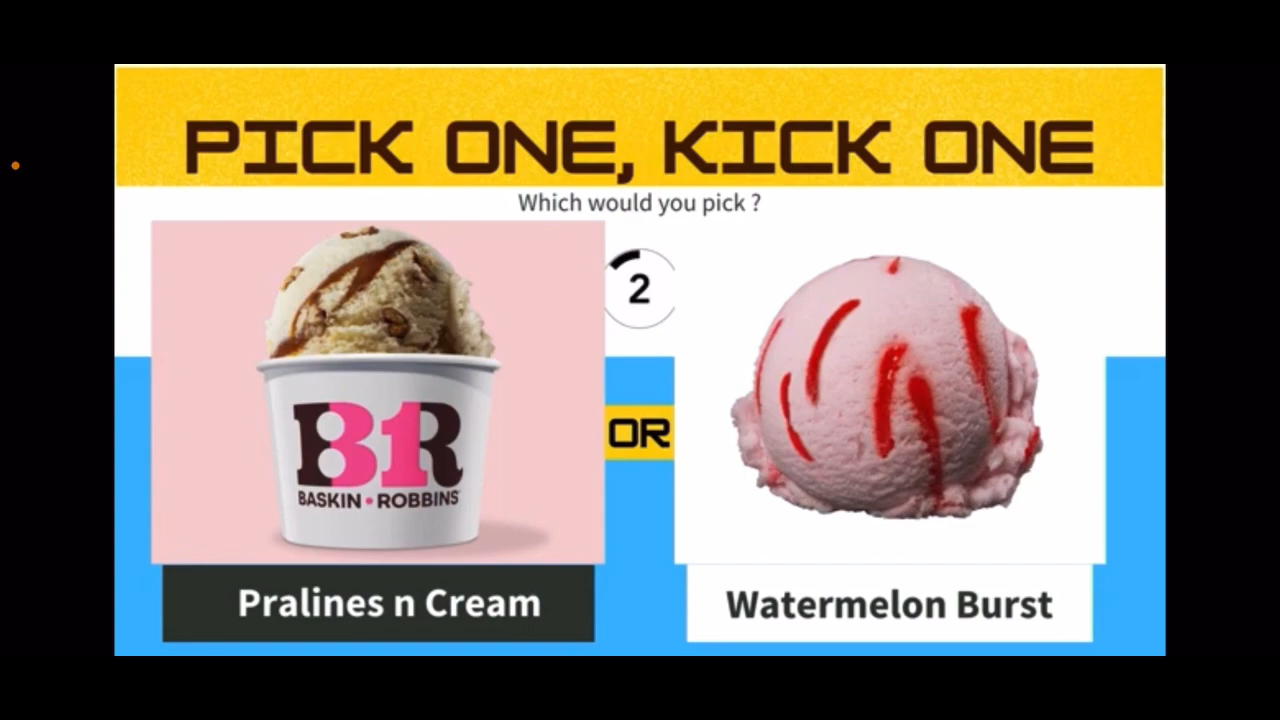 PICK ONE, KICK ONE
Which would you pick ?
2
BR
BASKIN • ROBBINS
OR
Pralines n Cream
Watermelon Burst